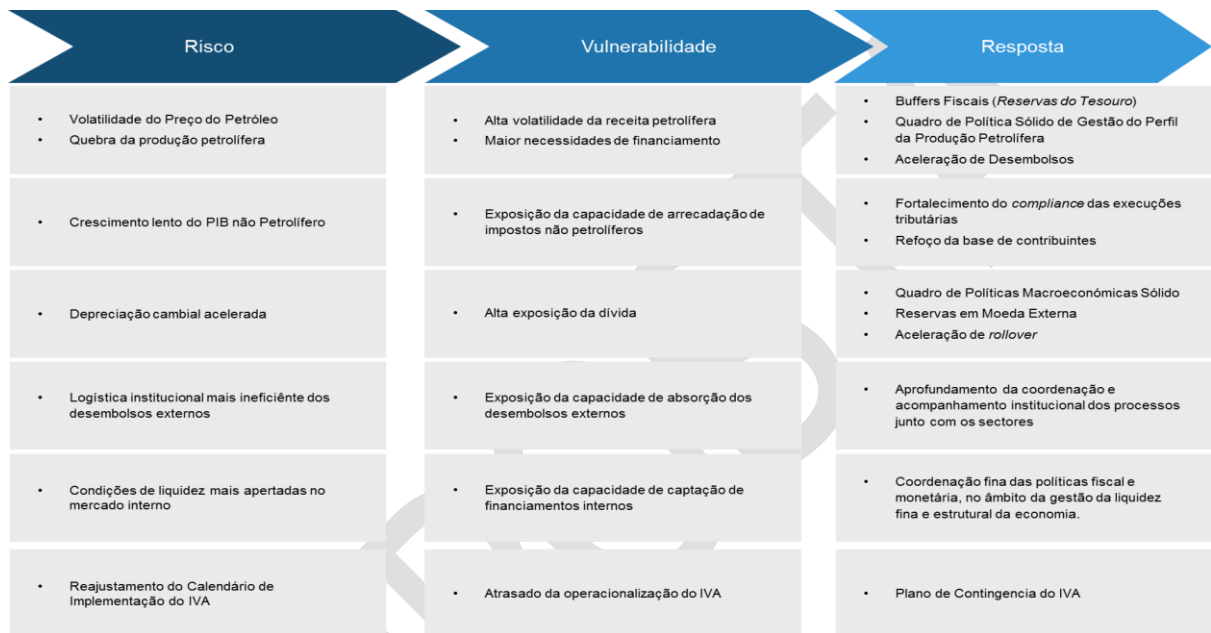 Risco
Vulnerabilidade
Resposta
• Volatilidade do Preço do Petróleo
• Quebra da produção petrolífera
• Alta volatilidade da receita petrolífera
• Maior necessidades de financiamento
• Buffers Fiscais (Reservas do Tesouro)
• Quadro de Política Sólido de Gestão do Perfil
da Produção Petrolífera
• Aceleração de Desembolsos
• Crescimento lento do PIB não Petrolífero
• Exposição da capacidade de arrecadação de
impostos não petrolíferos
• Fortalecimento do compliance das execuções
tributárias
• Refoço da base de contribuintes
• Depreciação cambial acelerada
• Alta exposição da dívida
• Quadro de Políticas Macroeconómicas Sólido
• Reservas em Moeda Externa
• Aceleração de rollover
• Logística institucional mais ineficiênte dos
desembolsos externos
• Exposição da capacidade de absorção dos
desembolsos externos
• Aprofundamento da coordenação e
acompanhamento institucional dos processos
junto com os sectores
• Condições de liquidez mais apertadas no
mercado interno
• Exposição da capacidade de captação de
financiamentos internos
• Coordenação fina das políticas fiscal e
monetária, no âmbito da gestão da liquidez
fina e estrutural da economia.
• Reajustamento do Calendário de
Implementação do IVA
• Atrasado da operacionalização do IVA
• Plano de Contingencia do IVA